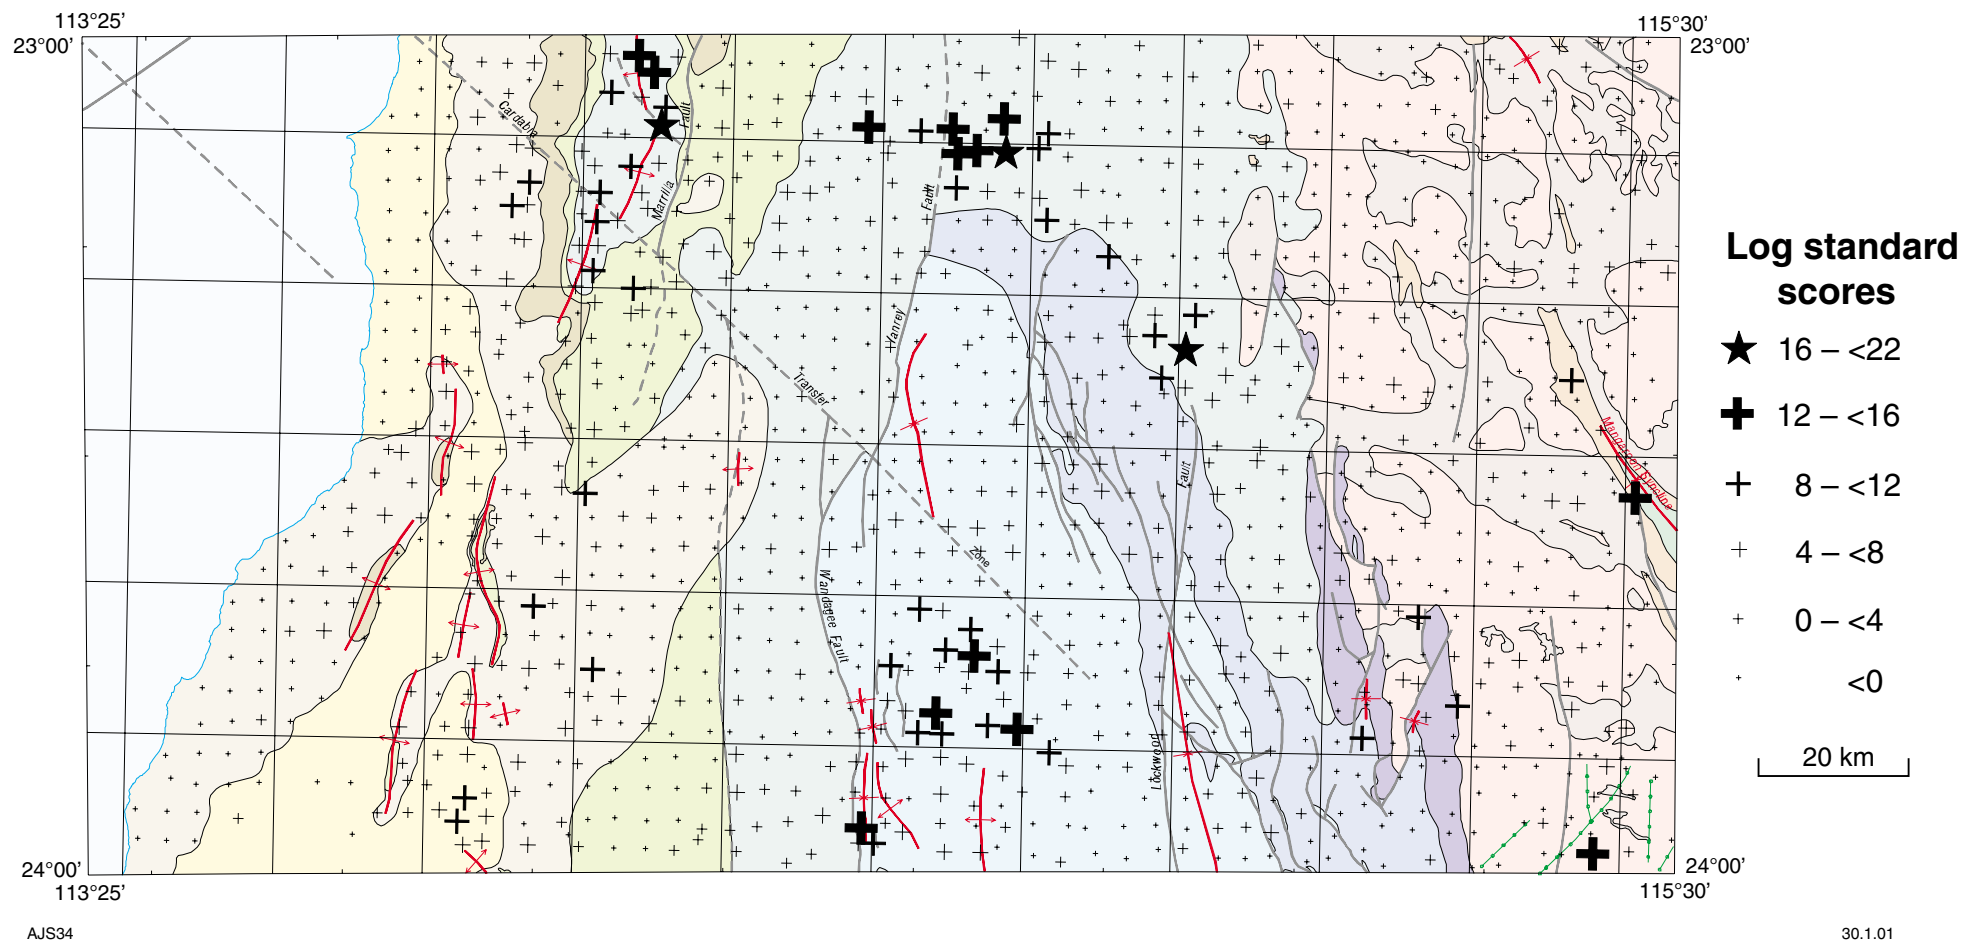 113°25’
115°30’
23°00’
23°00’
Cardabia
Fault
Marrilla
Fault
Yanrey
Transfer
Zone
Wandagee Fault
Fault
Lockwood
Mangaroon Syncline
Log standard
scores
16 – <22
12 – <16
8 – <12
4 – <8
0 – <4
<0
20 km
24°00’
24°00’
113°25’
115°30’
AJS34
30.1.01